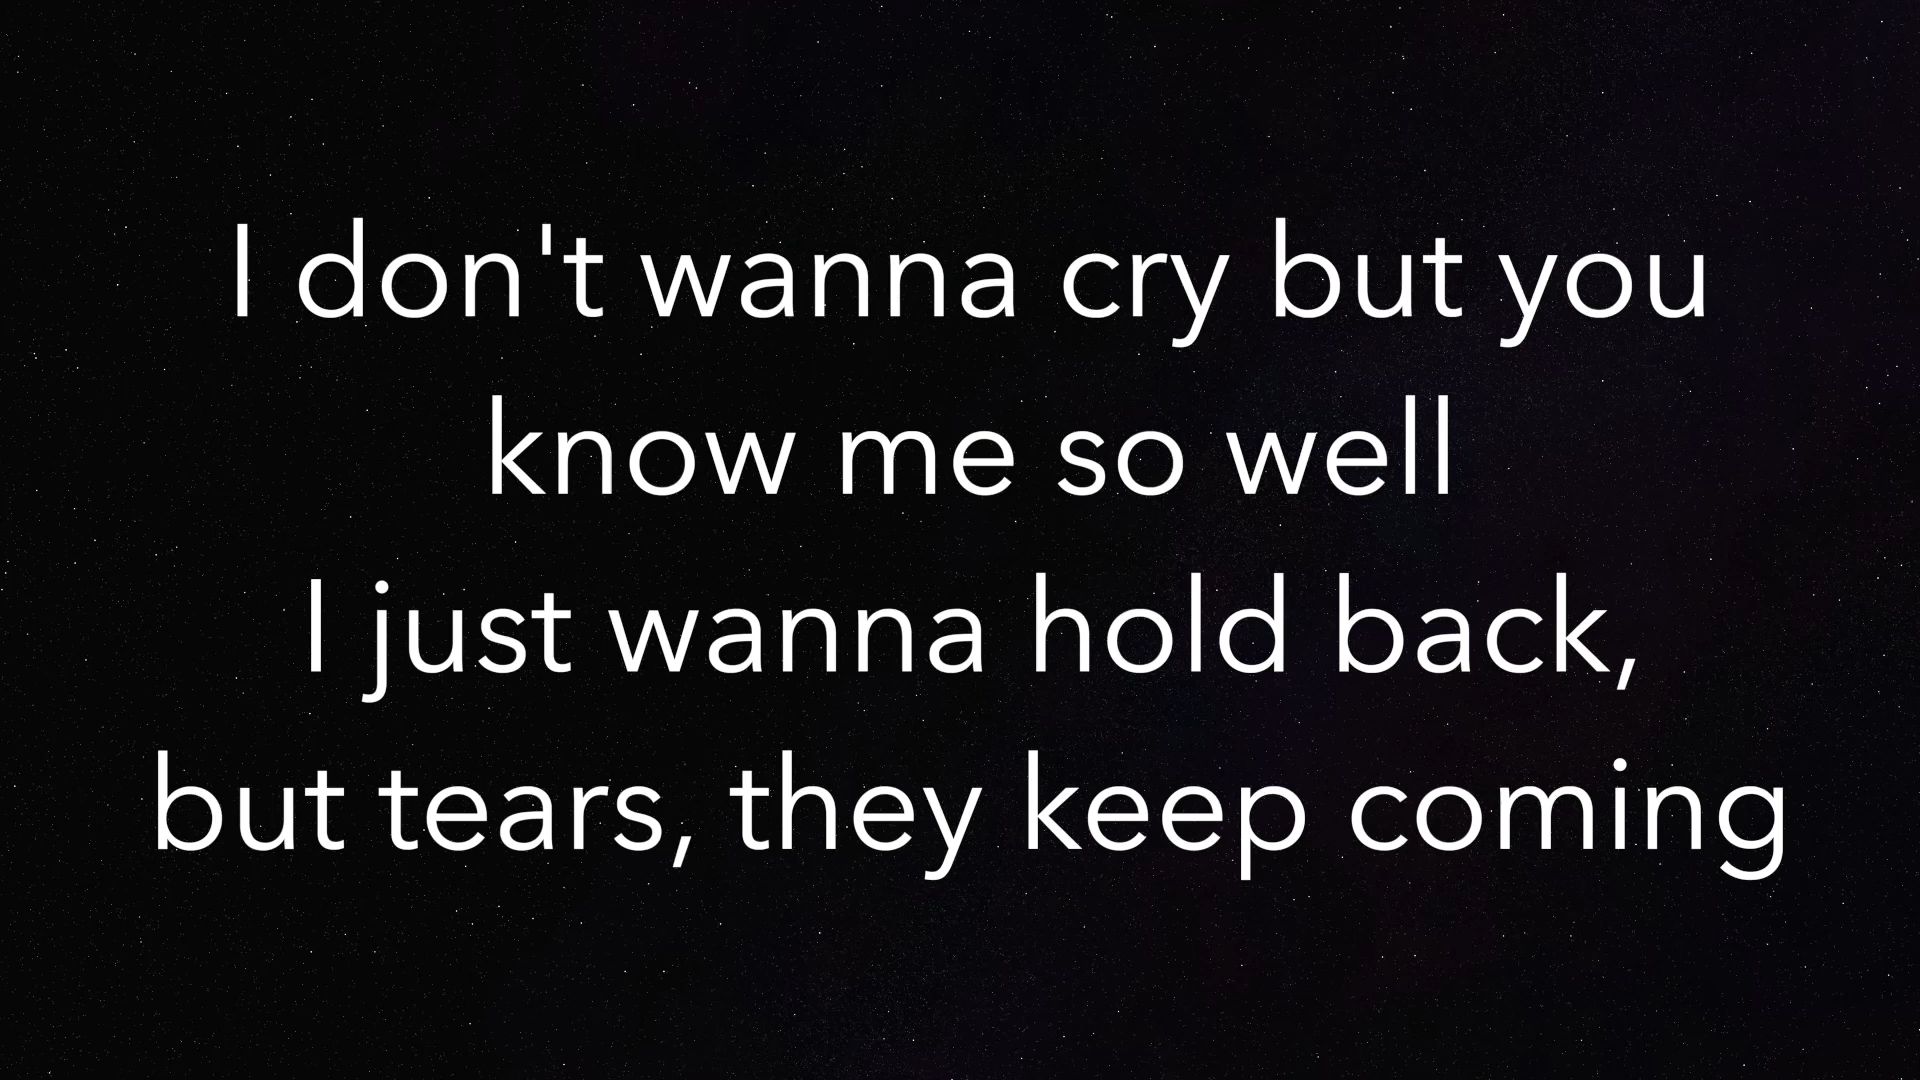 I don't wanna cry but you
know me so well
I just wanna hold back,
but tears, they keep coming